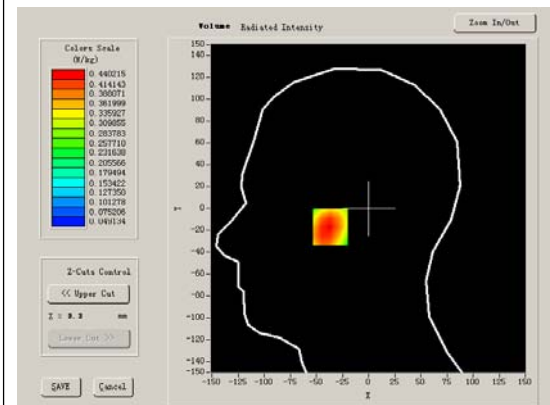 Volume Radiated Intensity
Zoom In/Out
Colors Scale
(W/kg)
0.440215
0.414143
0.388071
0.361999
0.335927
0.309855
0.283783
0.257710
0.231638
0.205566
0.179494
0.153422
0.127350
0.101278
0.075206
0.049134
150
140
100
80
60
40
20
0
-20
-40
-60
-80
-100
-120
-140
-150
Y
-150 -125 -100 -75 -50 -25 0 25 50 75 100 125 150
X
Z-Cuts Control
<< Upper Cut
mm
Lower Cut >>
SAVE Cancel